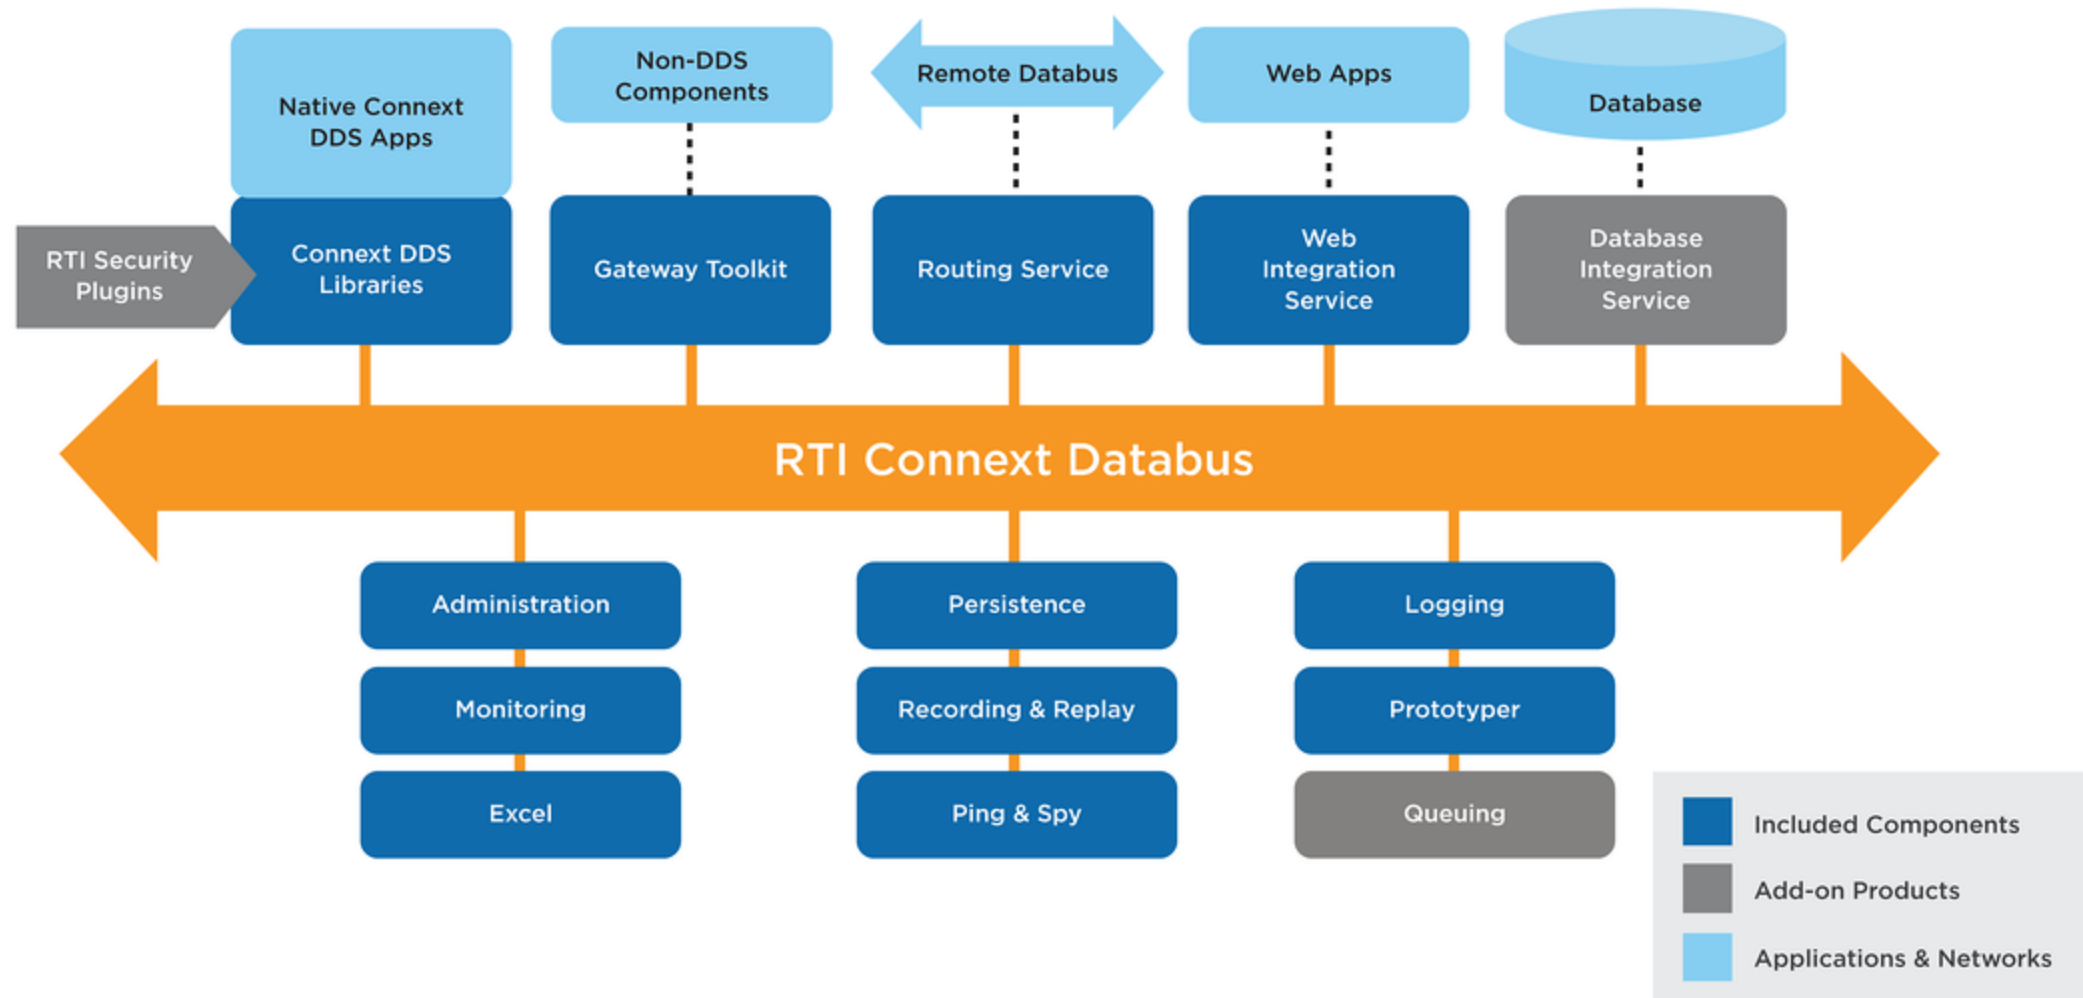 Native Connext
DDS Apps
Non-DDS
Components
Remote Databus
Web Apps
Database
RTI Security
Plugins
Connext DDS
Libraries
Gateway Toolkit
Routing Service
Web
Integration
Service
Database
Integration
Service
RTI Connext Databus
Administration
Persistence
Logging
Monitoring
Recording & Replay
Prototyper
Excel
Ping & Spy
Queuing
Included Components
Add-on Products
Applications & Networks